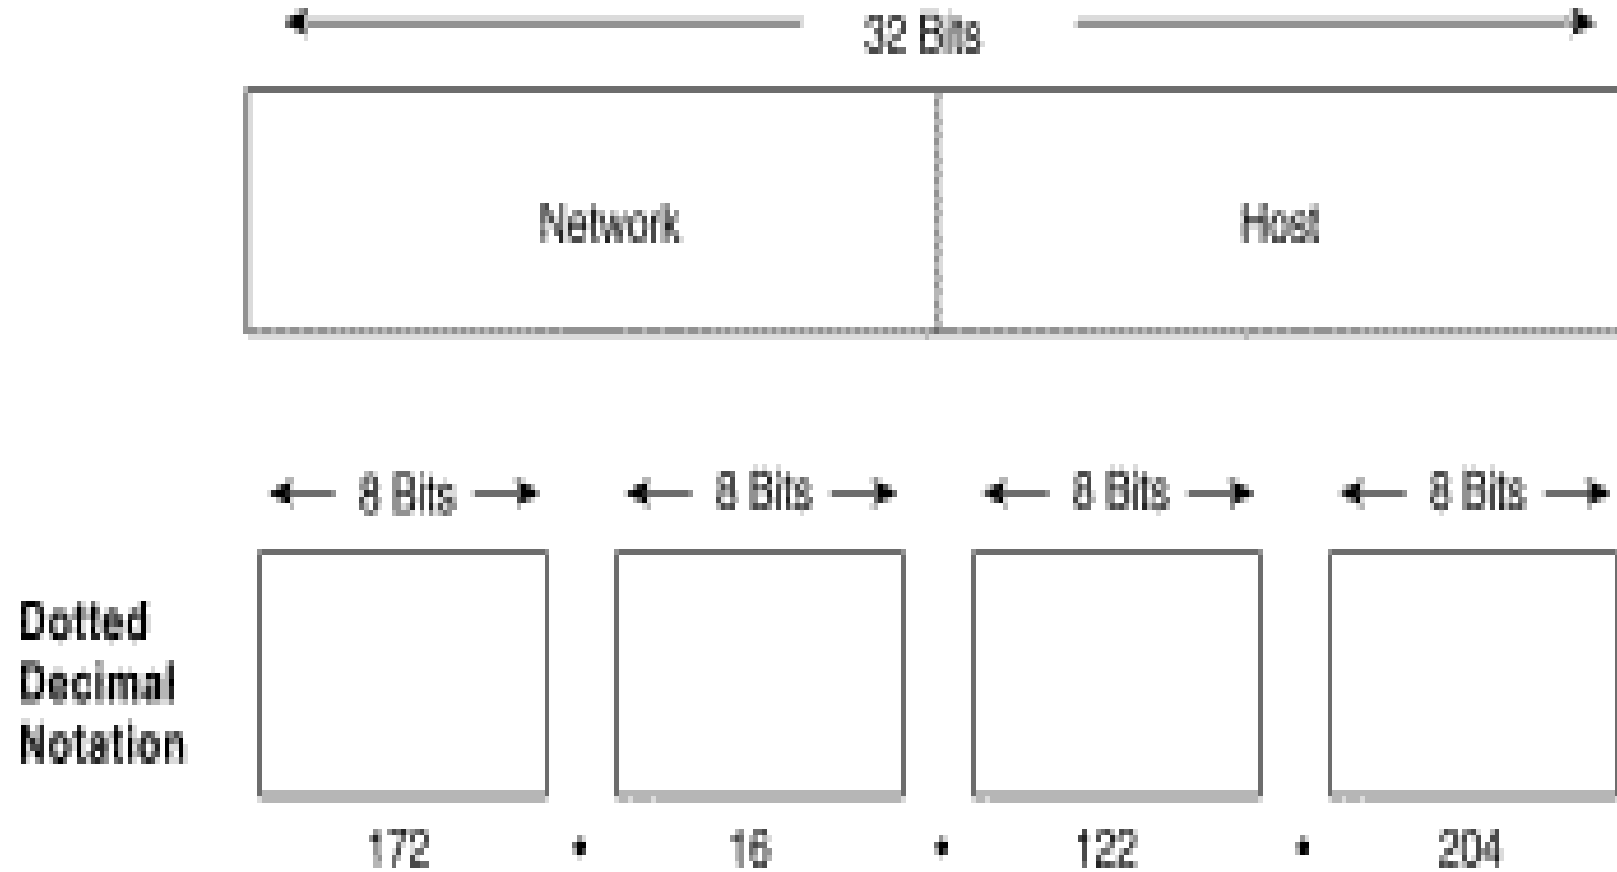 32 Bits
Network Host
8 Bits 8 Bits 8 Bits 8 Bits
Dotted
Decimal
Notation
172 . 16 . 122 . 204